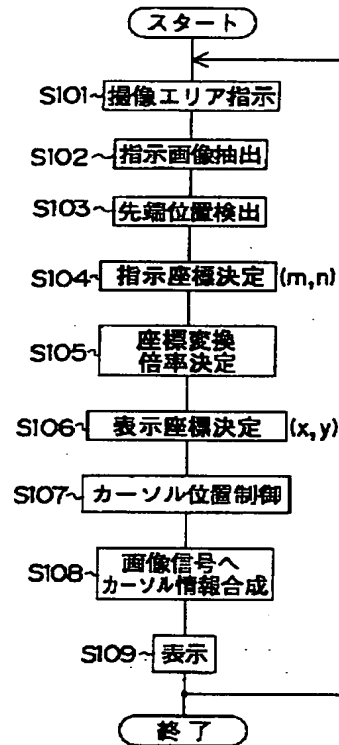 スタート
S101 撮像エリア指示
S102 指示画像抽出
S103 先端位置検出
S104 指示座標決定 (m,n)
S105 座標変換
倍率決定
S106 表示座標決定 (x,y)
S107 カーソル位置制御
S108 画像信号へ
カーソル情報合成
S109 表示
終了